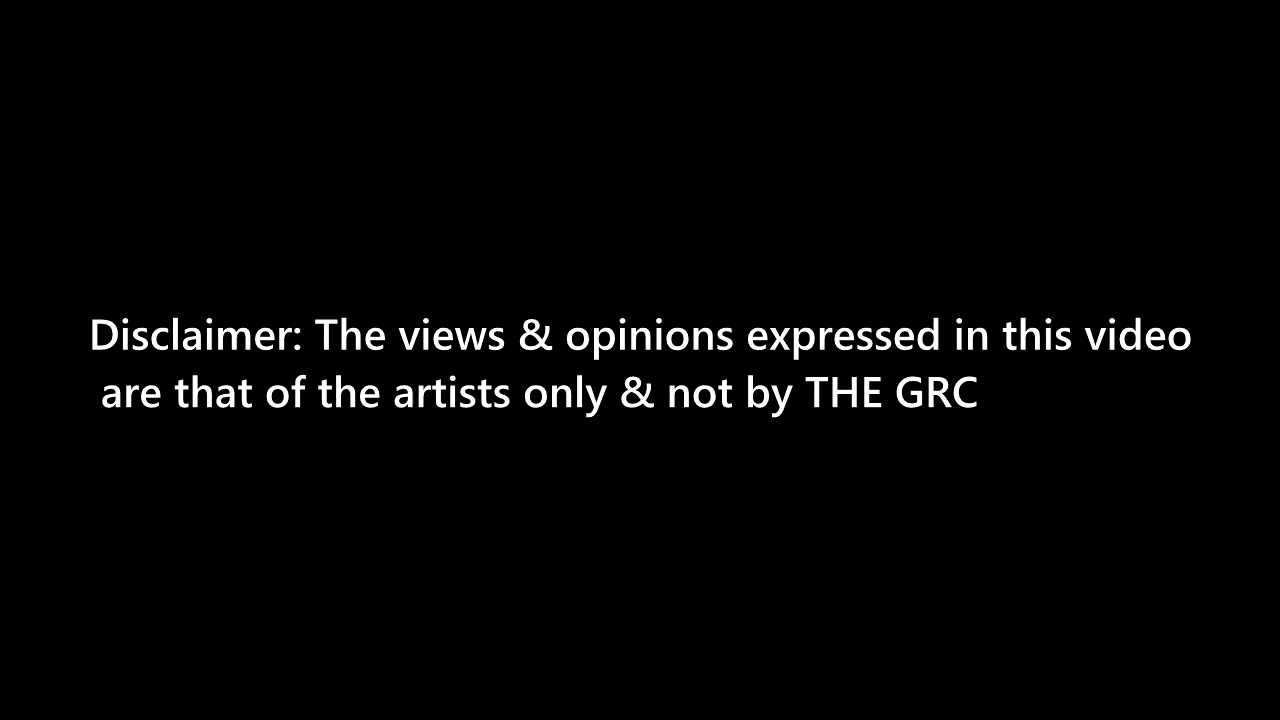 Disclaimer: The views & opinions expressed in this video
are that of the artists only & not by THE GRC